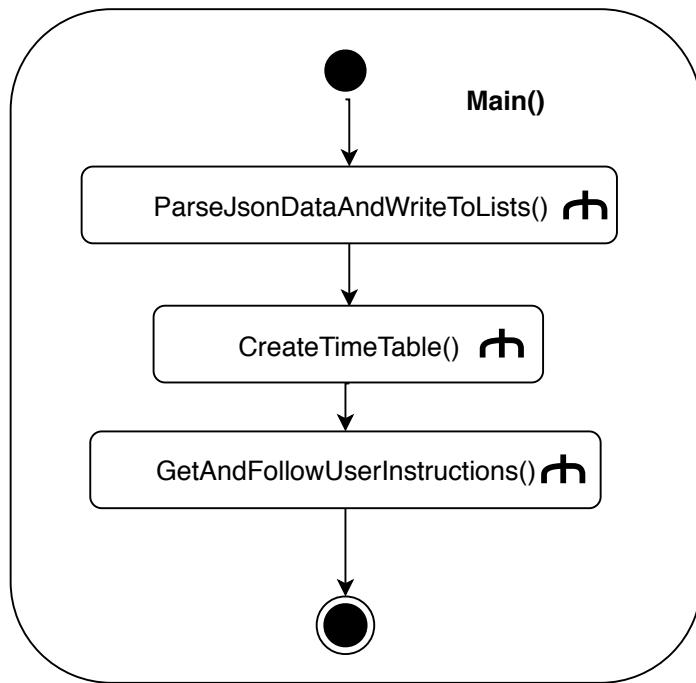 Main()
ParseJsonDataAndWriteToLists()
CreateTimeTable()
GetAndFollowUserInstructions()